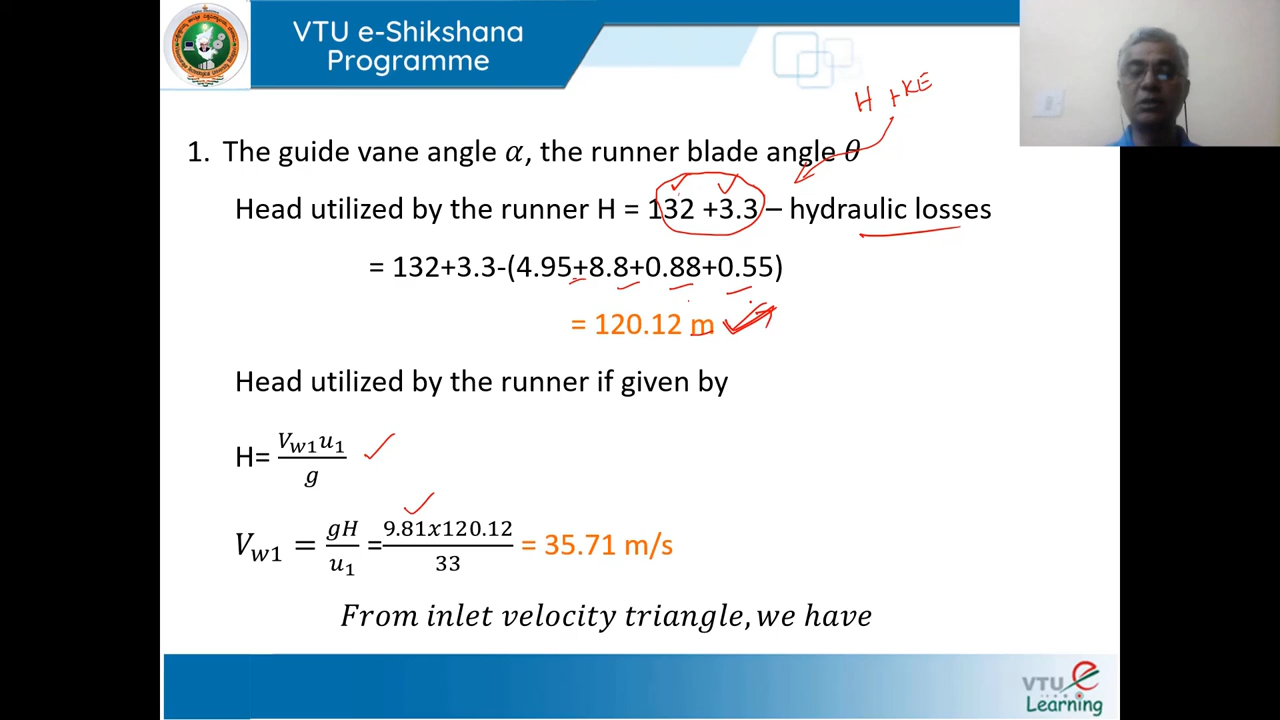 VTU e-Shikshana
Programme
H +KE
1. The guide vane angle 𝛼, the runner blade angle 𝜃
Head utilized by the runner H = 132 +3.3 – hydraulic losses
= 132+3.3-(4.95+8.8+0.88+0.55)
= 120.12 m
Head utilized by the runner if given by
H= 𝑉𝑤1𝑢1/𝑔
𝑉𝑤1 = 𝑔𝐻/𝑢1 =9.81𝑥120.12/33 = 35.71 m/s
𝐹𝑟𝑜𝑚 𝑖𝑛𝑙𝑒𝑡 𝑣𝑒𝑙𝑜𝑐𝑖𝑡𝑦 𝑡𝑟𝑖𝑎𝑛𝑔𝑙𝑒, 𝑤𝑒 ℎ𝑎𝑣𝑒
VTU e
Learning